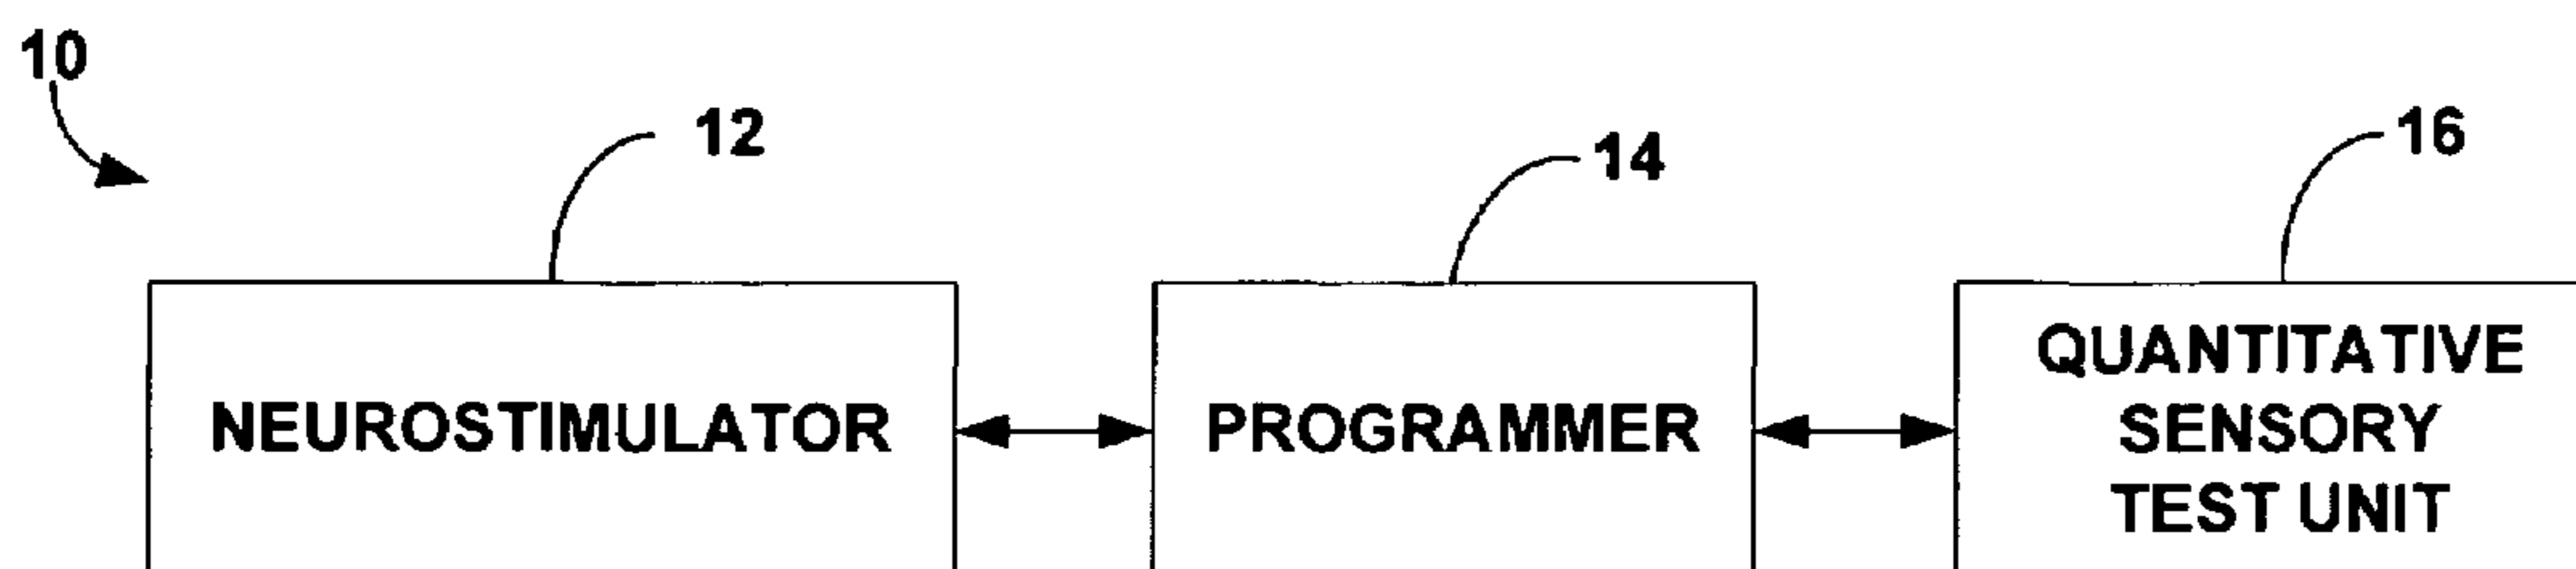 10
12
14
16
NEUROSTIMULATOR
PROGRAMMER
QUANTITATIVE
SENSORY
TEST UNIT